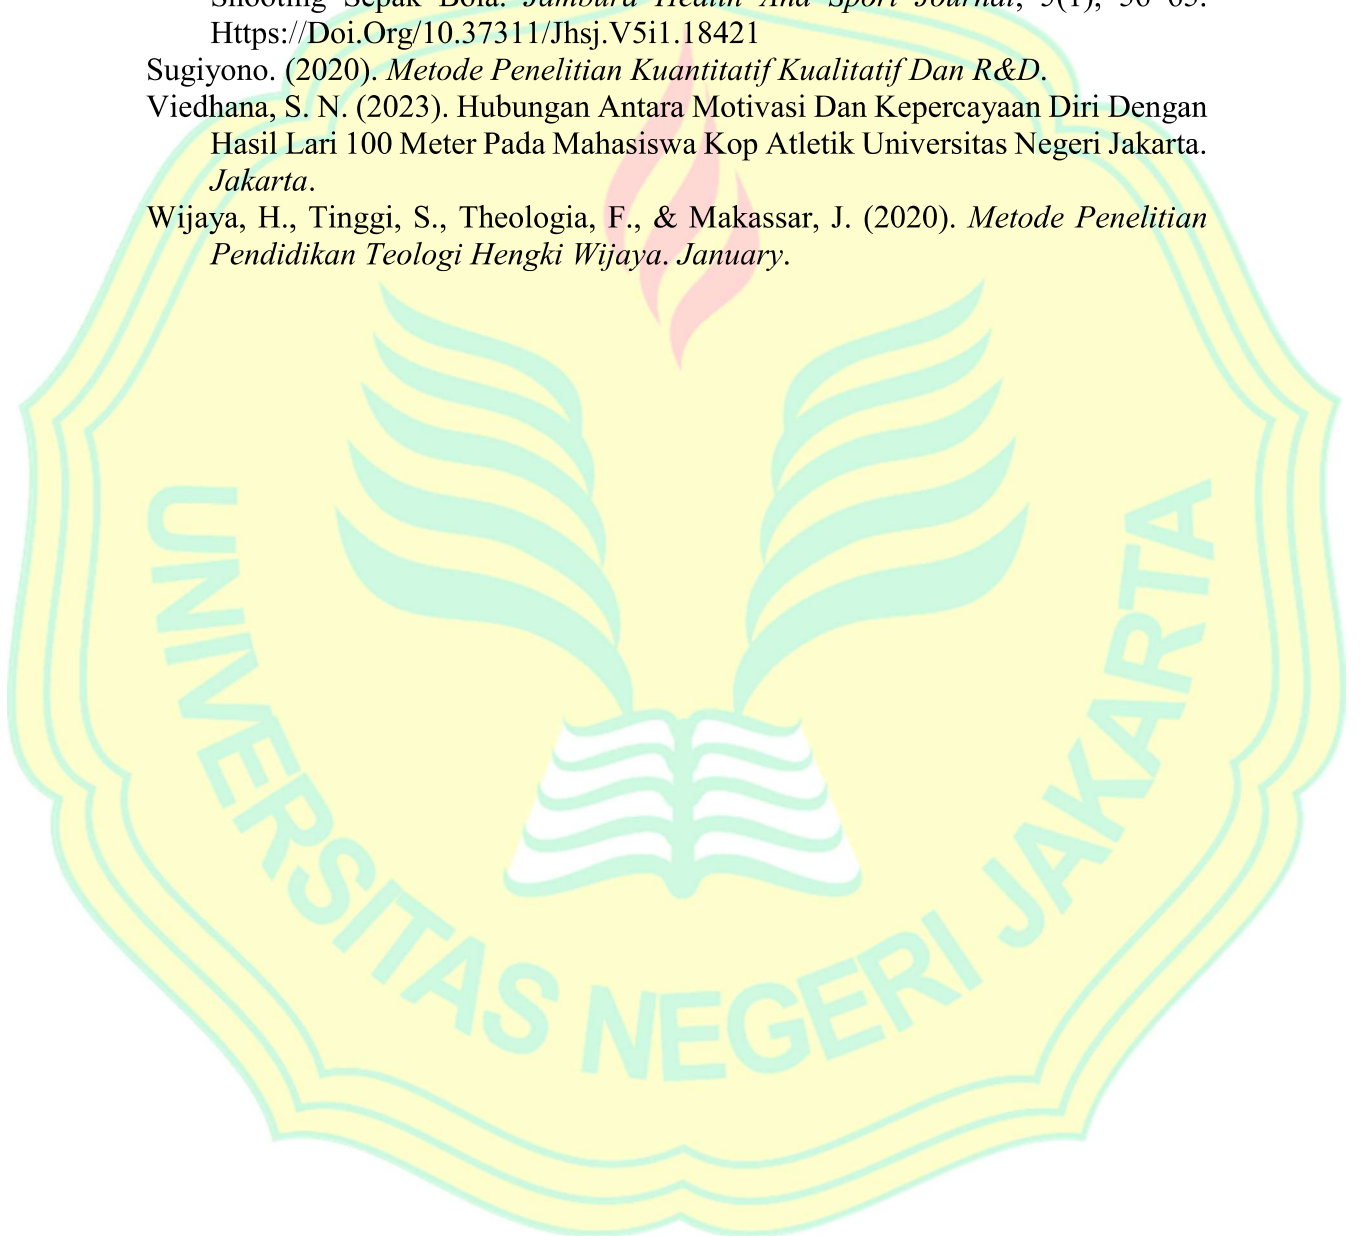 Shooting Sepak Bola. Jambura Health And Sport Journal, 5(1), 56–65.
Https://Doi.Org/10.37311/Jhsj.V5i1.18421
Sugiyono. (2020). Metode Penelitian Kuantitatif Kualitatif Dan R&D.
Viedhana, S. N. (2023). Hubungan Antara Motivasi Dan Kepercayaan Diri Dengan
Hasil Lari 100 Meter Pada Mahasiswa Kop Atletik Universitas Negeri Jakarta.
Jakarta.
Wijaya, H., Tinggi, S., Theologia, F., & Makassar, J. (2020). Metode Penelitian
Pendidikan Teologi Hengki Wijaya. January.
UNIVERSITAS NEGERI JAKARTA